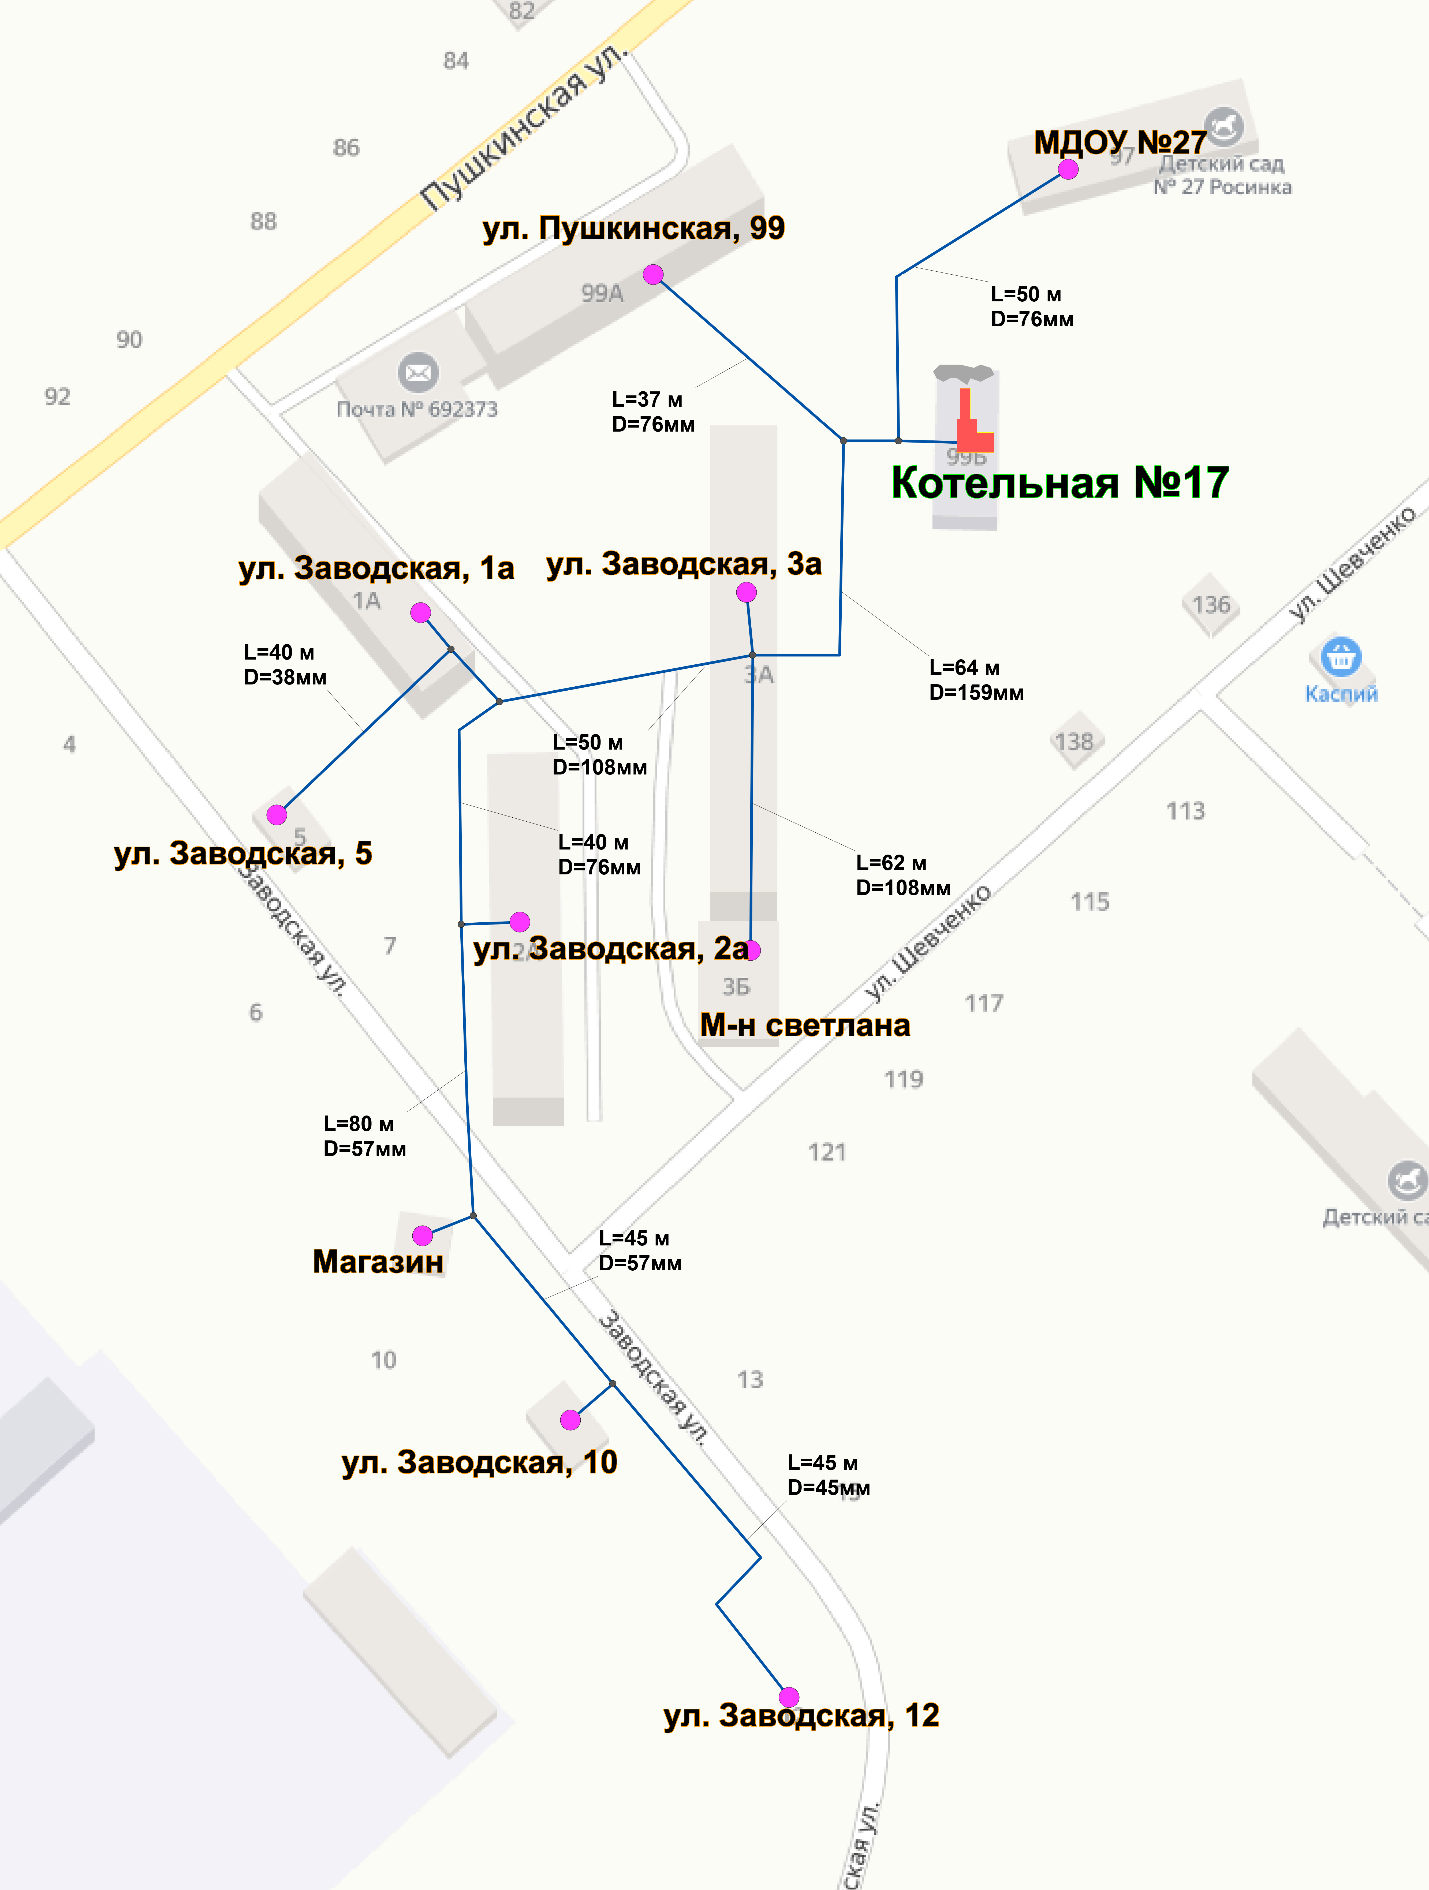 82
84
Пушкинская ул.
86
МДОУ №27
97
Детский сад
№ 27 Росинка
88
ул. Пушкинская, 99
99А
L=50 м
D=76мм
90
92
Почта № 692373
L=37 м
D=76мм
99Б
Котельная №17
ул. Шевченко
ул. Заводская, 1а
ул. Заводская, 3а
1А
136
L=40 м
D=38мм
3А
L=64 м
D=159мм
Каспий
4
L=50 м
D=108мм
138
113
5
ул. Заводская, 5
L=40 м
D=76мм
L=62 м
D=108мм
Заводская ул.
115
7
ул. Заводская, 2а
2А
ул. Шевченко
3Б
6
117
М-н светлана
119
L=80 м
D=57мм
121
Детский са
L=45 м
D=57мм
Магазин
Заводская ул.
10
13
ул. Заводская, 10
L=45 м
D=45мм
ул. Заводская, 12
ская ул.